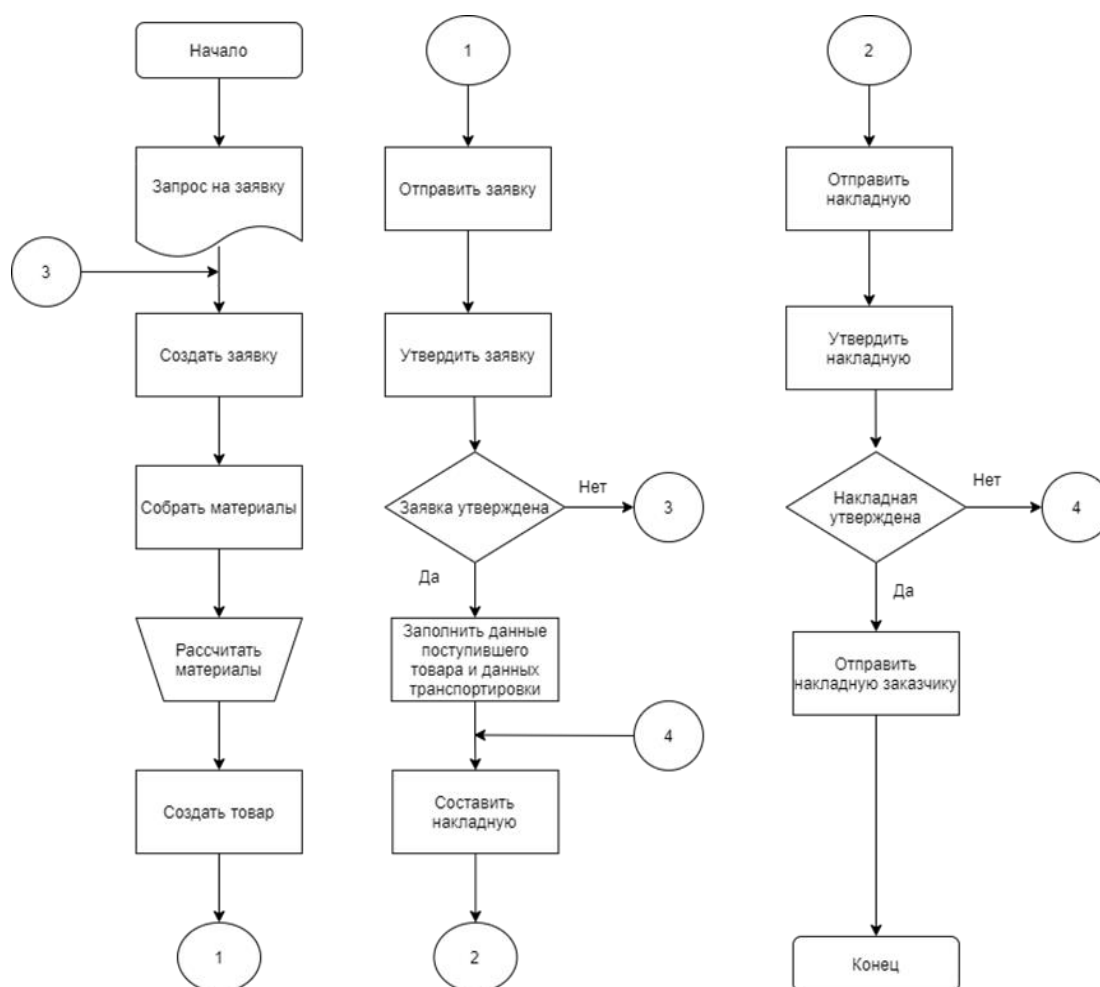 Начало
Запрос на заявку
3
Создать заявку
Собрать материалы
Рассчитать
материалы
Создать товар
1
1
Отправить заявку
Утвердить заявку
Заявка утверждена
Нет
3
Да
Заполнить данные
поступившего
товара и данных
транспортировки
4
Составить
накладную
2
2
Отправить
накладную
Утвердить
накладную
Накладная
утверждена
Нет
4
Да
Отправить
накладную заказчику
Конец